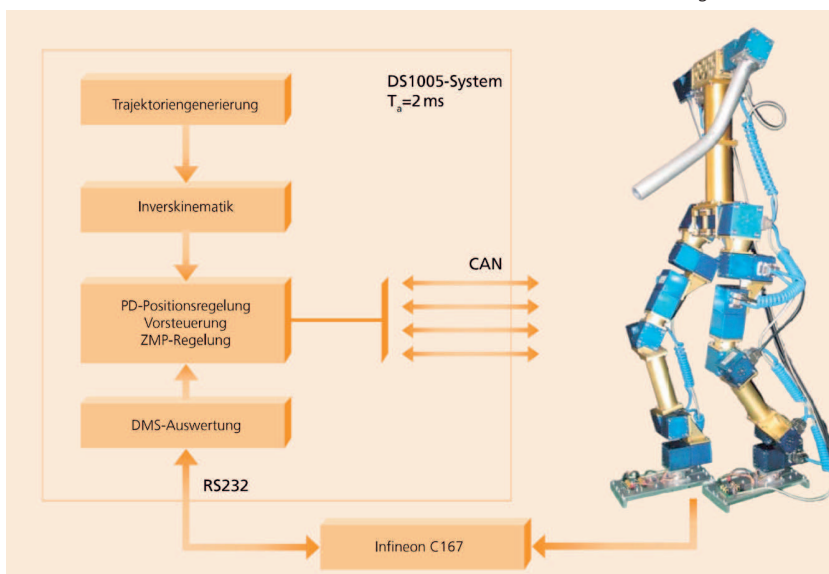 DS1005-System
Ta=2 ms
Trajektoriengenerierung
Inverskinematik
CAN
PD-Positionsregelung
Vorsteuerung
ZMP-Regelung
DMS-Auswertung
RS232
Infineon C167